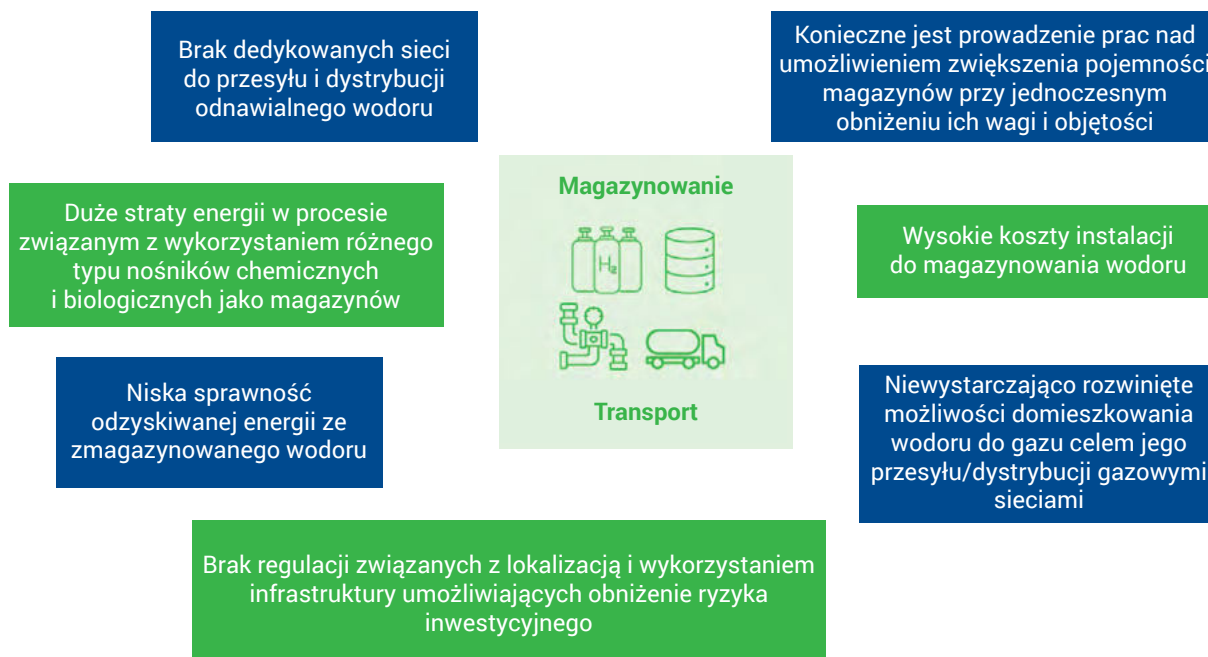 Brak dedykowanych sieci
do przesyłu i dystrybucji
odnawialnego wodoru
Konieczne jest prowadzenie prac nad
umożliwieniem zwiększenia pojemności
magazynów przy jednoczesnym
obniżeniu ich wagi i objętości
Duże straty energii w procesie
związanym z wykorzystaniem różnego
typu nośników chemicznych
i biologicznych jako magazynów
Magazynowanie
H₂
Transport
Wysokie koszty instalacji
do magazynowania wodoru
Niska sprawność
odzyskiwanej energii ze
zmagazynowanego wodoru
Niewystarczająco rozwinięte
możliwości domieszkowania
wodoru do gazu celem jego
przesyłu/dystrybucji gazowymi
sieciami
Brak regulacji związanych z lokalizacją i wykorzystaniem
infrastruktury umożliwiających obniżenie ryzyka
inwestycyjnego